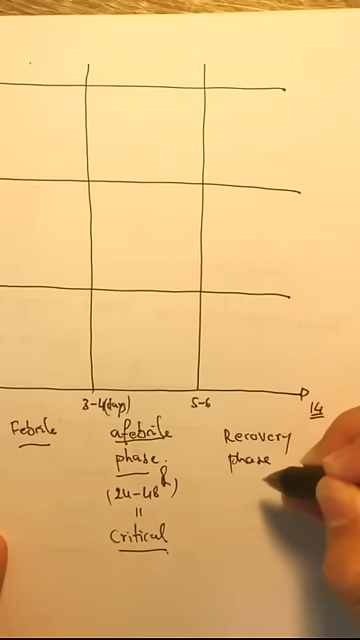 3-4(days) 5-6 14
Febrile
afebrile
phase.
(24-48h)
=
Critical
Recovery
phase